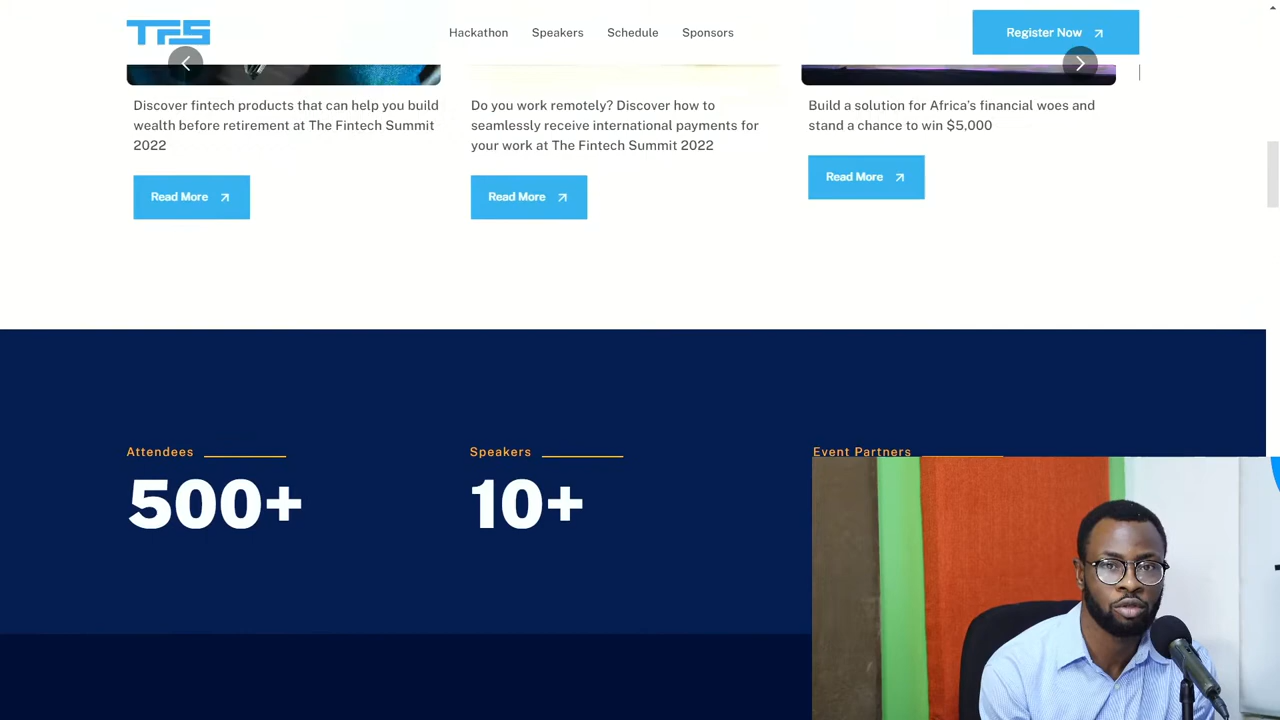 TFS
Hackathon
Speakers
Schedule
Sponsors
Register Now
Discover fintech products that can help you build
wealth before retirement at The Fintech Summit
2022
Read More
Do you work remotely? Discover how to
seamlessly receive international payments for
your work at The Fintech Summit 2022
Read More
Build a solution for Africa's financial woes and
stand a chance to win $5,000
Read More
Attendees
500+
Speakers
10+
Event Partners